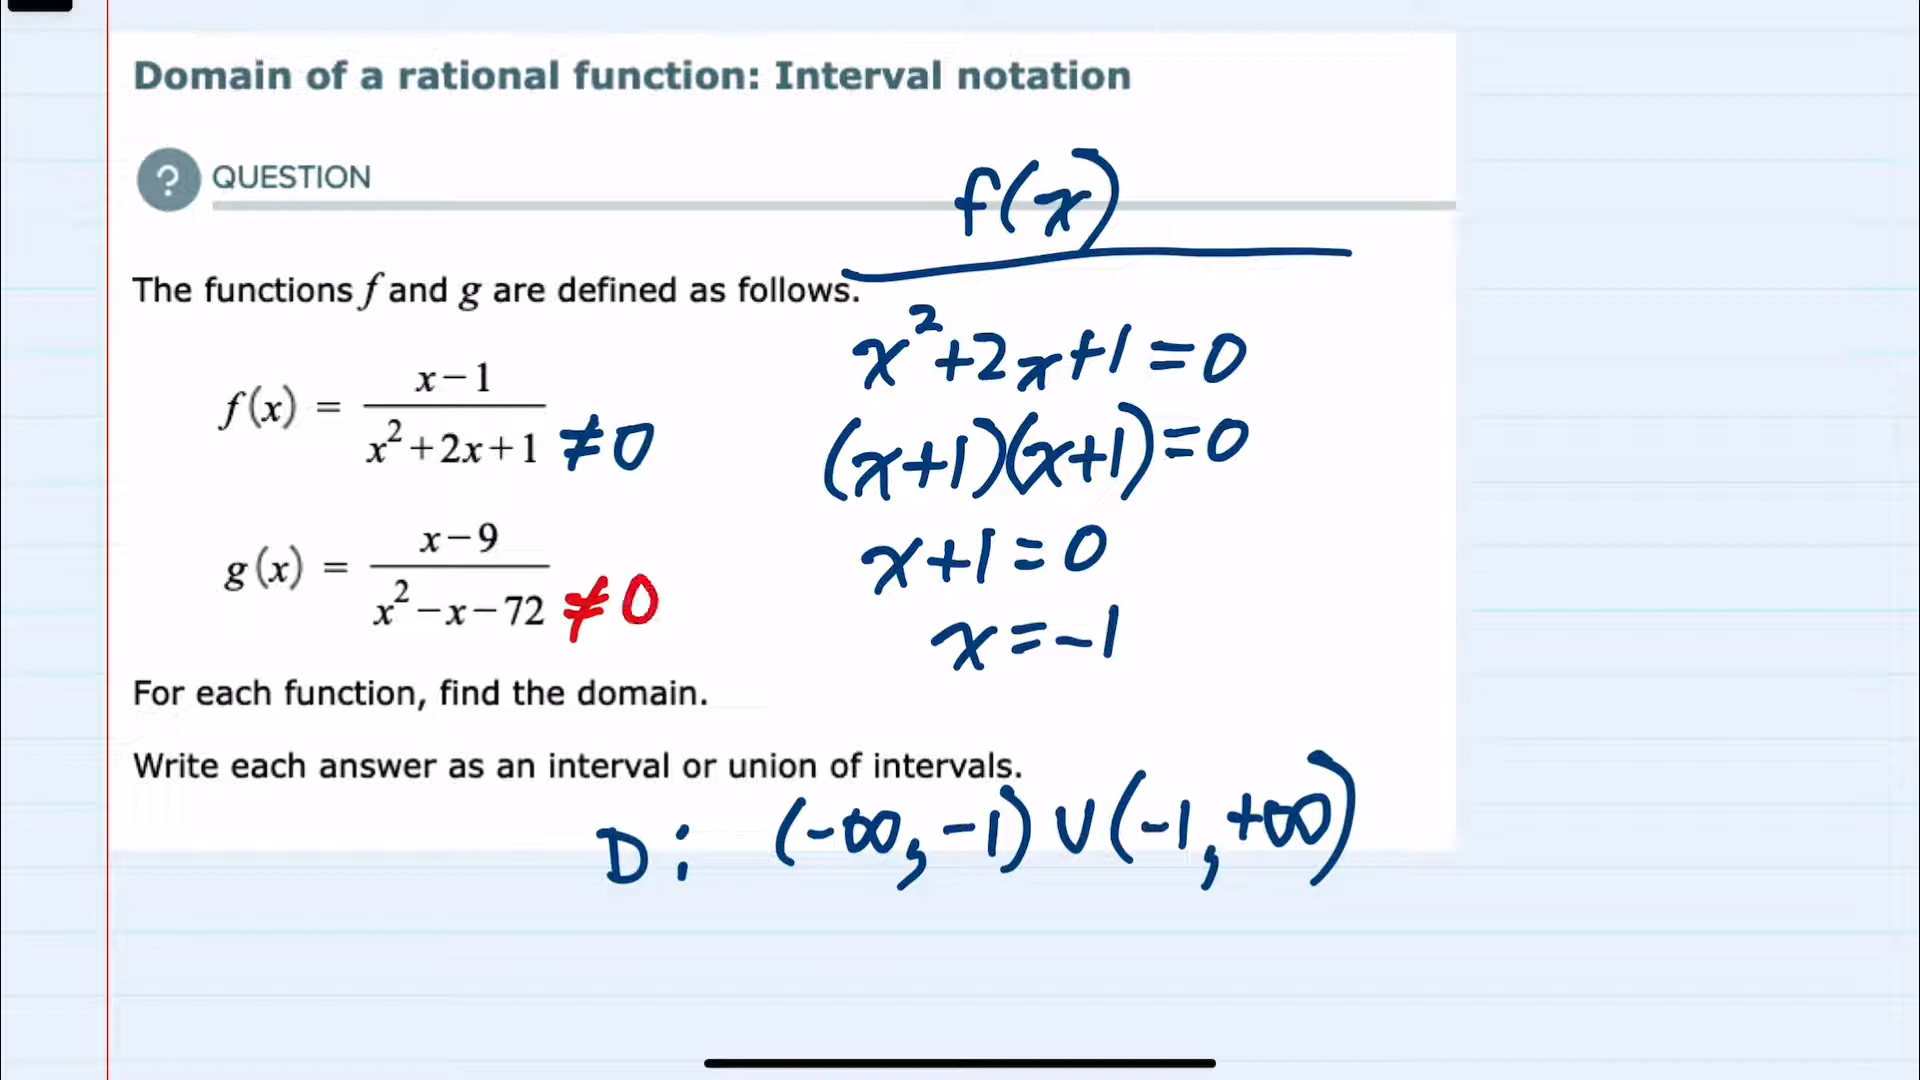 Domain of a rational function: Interval notation
? QUESTION
f(x)
The functions f and g are defined as follows.
x²+2x+1=0
f(x) = (x−1)/(x²+2x+1) ≠0
(x+1)(x+1)=0
g(x) = (x−9)/(x²−x−72) ≠0
x+1=0
x=-1
For each function, find the domain.
Write each answer as an interval or union of intervals.
D: (-∞,-1)∪(-1,+∞)